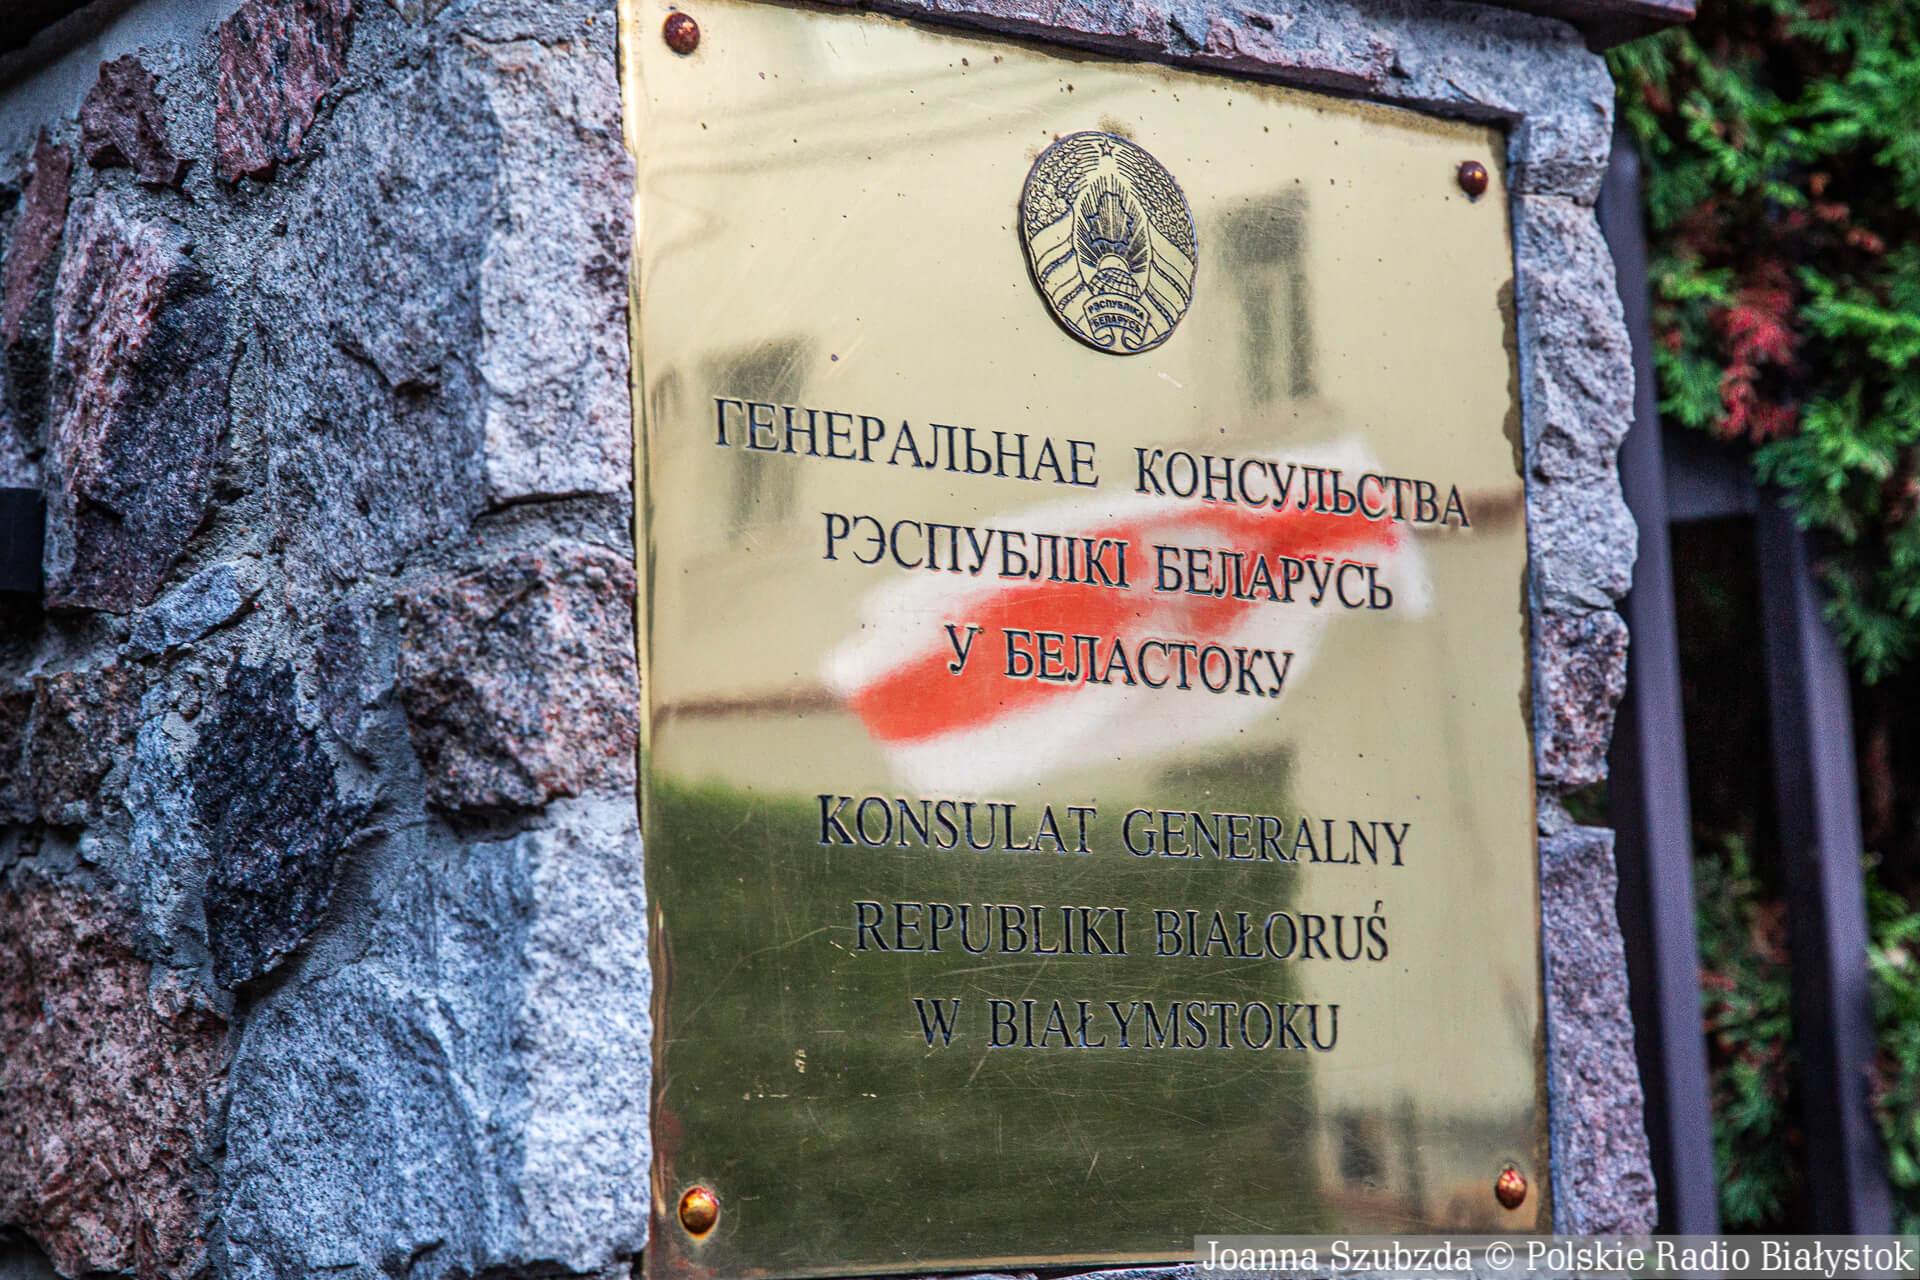 РЭСПУБЛІКА
БЕЛАРУСЬ
ГЕНЕРАЛЬНАЕ КОНСУЛЬСТВА
РЭСПУБЛІКІ БЕЛАРУСЬ
У БЕЛАСТОКУ
KONSULAT GENERALNY
REPUBLIKI BIAŁORUŚ
W BIAŁYMSTOKU
Joanna Szubzda © Polskie Radio Białystok